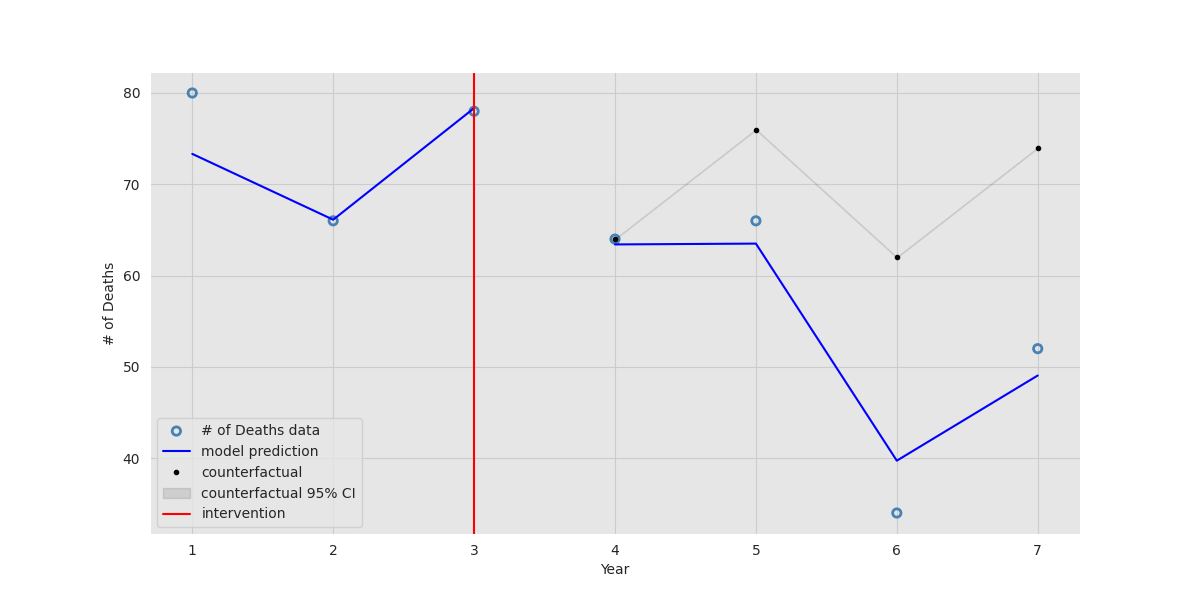 80
70
60
50
40
# of Deaths
# of Deaths data
model prediction
counterfactual
counterfactual 95% CI
intervention
1 2 3 4 5 6 7
Year